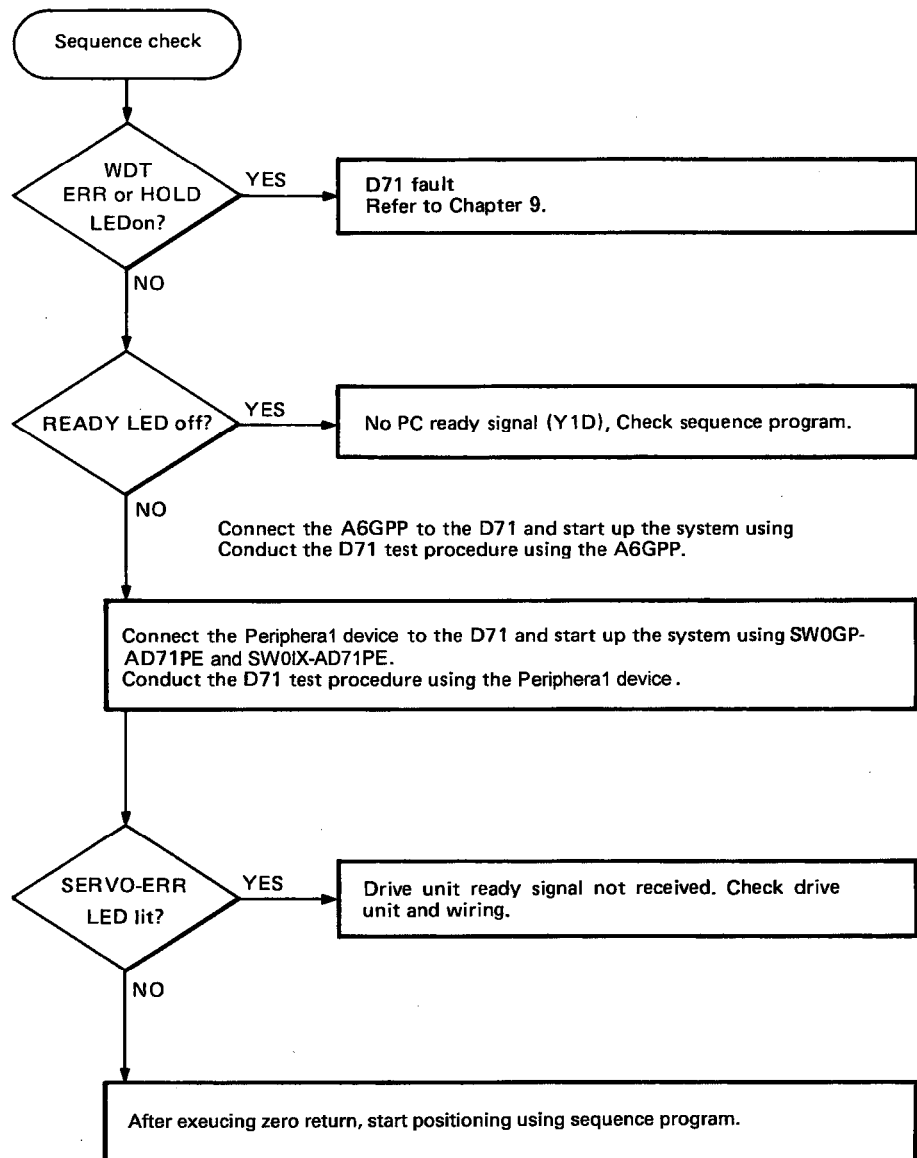 Sequence check
WDT
ERR or HOLD
LEDon?
YES
D71 fault
Refer to Chapter 9.
NO
READY LED off?
YES
No PC ready signal (Y1D), Check sequence program.
NO
Connect the A6GPP to the D71 and start up the system using
Conduct the D71 test procedure using the A6GPP.
Connect the Periphera1 device to the D71 and start up the system using SW0GP-
AD71PE and SW0IX-AD71PE.
Conduct the D71 test procedure using the Periphera1 device.
SERVO-ERR
LED lit?
YES
Drive unit ready signal not received. Check drive
unit and wiring.
NO
After exeucing zero return, start positioning using sequence program.